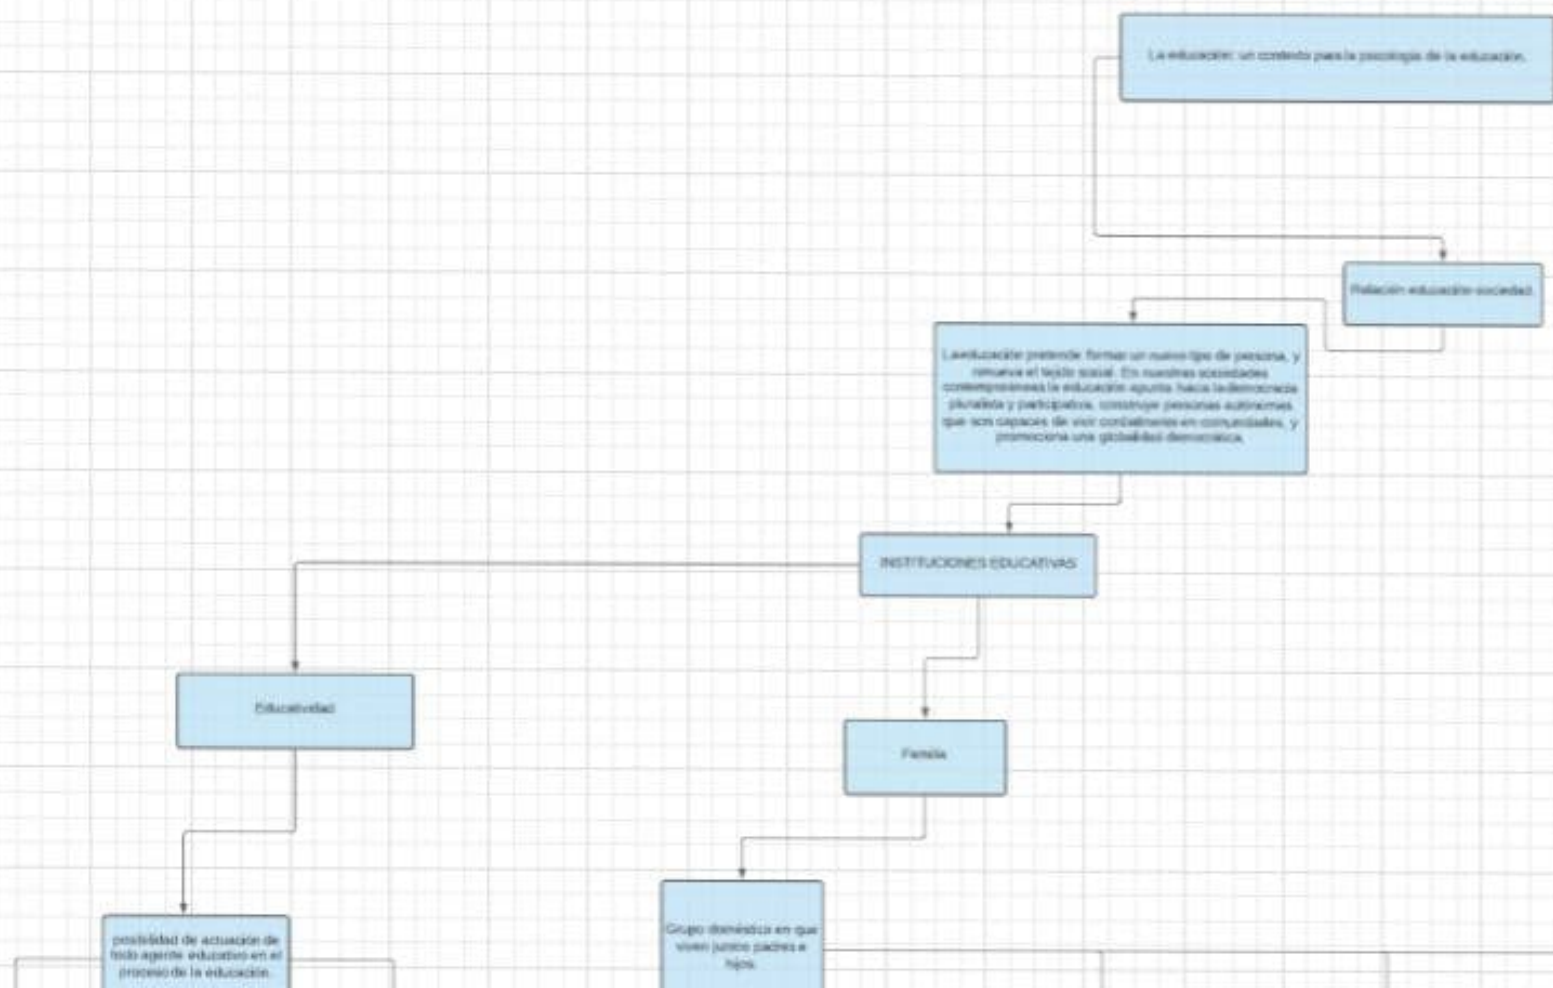 La educación: un contexto para la psicología de la educación.
Relación educación-sociedad.
La educación pretende formar un nuevo tipo de persona, y
renueva el tejido social. En nuestras sociedades
contemporáneas la educación apunta hacia la democracia
pluralista y participativa, construye personas autónomas
que son capaces de vivir cordialmente en comunidades, y
promociona una globalidad democrática.
INSTITUCIONES EDUCATIVAS
Educatividad
Familia
Grupo doméstico en que
viven juntos padres e
hijos.
posibilidad de actuación de
todo agente educativo en el
proceso de la educación.